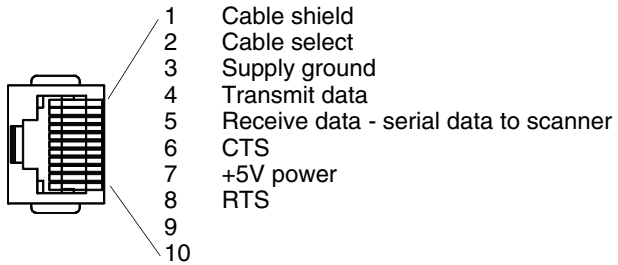 1 Cable shield
2 Cable select
3 Supply ground
4 Transmit data
5 Receive data - serial data to scanner
6 CTS
7 +5V power
8 RTS
9
10